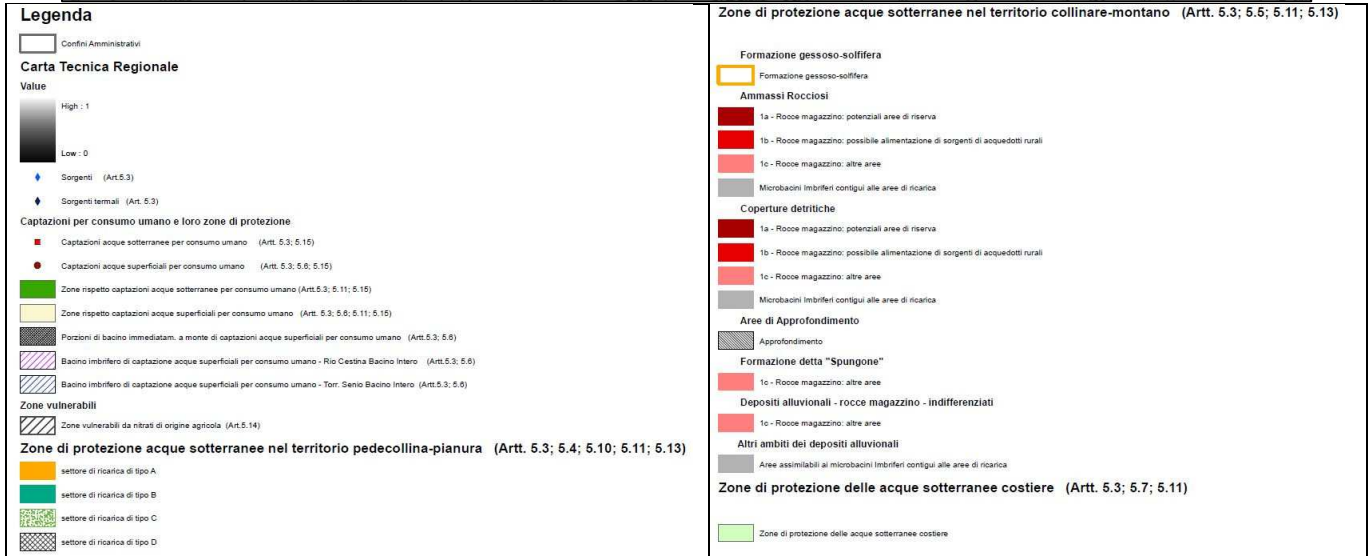 Legenda
Confini Amministrativi
Carta Tecnica Regionale
Value
High : 1
Low : 0
Sorgenti (Art.5.3)
Sorgenti termali (Art. 5.3)
Captazioni per consumo umano e loro zone di protezione
Captazioni acque sotterranee per consumo umano (Artt. 5.3; 5.15)
Captazioni acque superficiali per consumo umano (Artt. 5.3; 5.6; 5.15)
Zone rispetto captazioni acque sotterranee per consumo umano (Artt.5.3; 5.11; 5.15)
Zone rispetto captazioni acque superficiali per consumo umano (Artt. 5.3; 5.6; 5.11; 5.15)
Porzioni di bacino immediatam. a monte di captazioni acque superficiali per consumo umano (Artt.5.3; 5.6)
Bacino imbrifero di captazione acque superficiali per consumo umano - Rio Cestina Bacino Intero (Artt.5.3; 5.6)
Bacino imbrifero di captazione acque superficiali per consumo umano - Torr. Senio Bacino Intero (Artt.5.3; 5.6)
Zone vulnerabili
Zone vulnerabili da nitrati di origine agricola (Art.5.14)
Zone di protezione acque sotterranee nel territorio pedecollina-pianura (Artt. 5.3; 5.4; 5.10; 5.11; 5.13)
settore di ricarica di tipo A
settore di ricarica di tipo B
settore di ricarica di tipo C
settore di ricarica di tipo D
Zone di protezione acque sotterranee nel territorio collinare-montano (Artt. 5.3; 5.5; 5.11; 5.13)
Formazione gessoso-solfifera
Formazione gessoso-solfifera
Ammassi Rocciosi
1a - Rocce magazzino: potenziali aree di riserva
1b - Rocce magazzino: possibile alimentazione di sorgenti di acquedotti rurali
1c - Rocce magazzino: altre aree
Microbacini Imbriferi contigui alle aree di ricarica
Coperture detritiche
1a - Rocce magazzino: potenziali aree di riserva
1b - Rocce magazzino: possibile alimentazione di sorgenti di acquedotti rurali
1c - Rocce magazzino: altre aree
Microbacini Imbriferi contigui alle aree di ricarica
Aree di Approfondimento
Approfondimento
Formazione detta "Spungone"
1c - Rocce magazzino: altre aree
Depositi alluvionali - rocce magazzino - indifferenziati
1c - Rocce magazzino: altre aree
Altri ambiti dei depositi alluvionali
Aree assimilabili ai microbacini Imbriferi contigui alle aree di ricarica
Zone di protezione delle acque sotterranee costiere (Artt. 5.3; 5.7; 5.11)
Zone di protezione delle acque sotterranee costiere